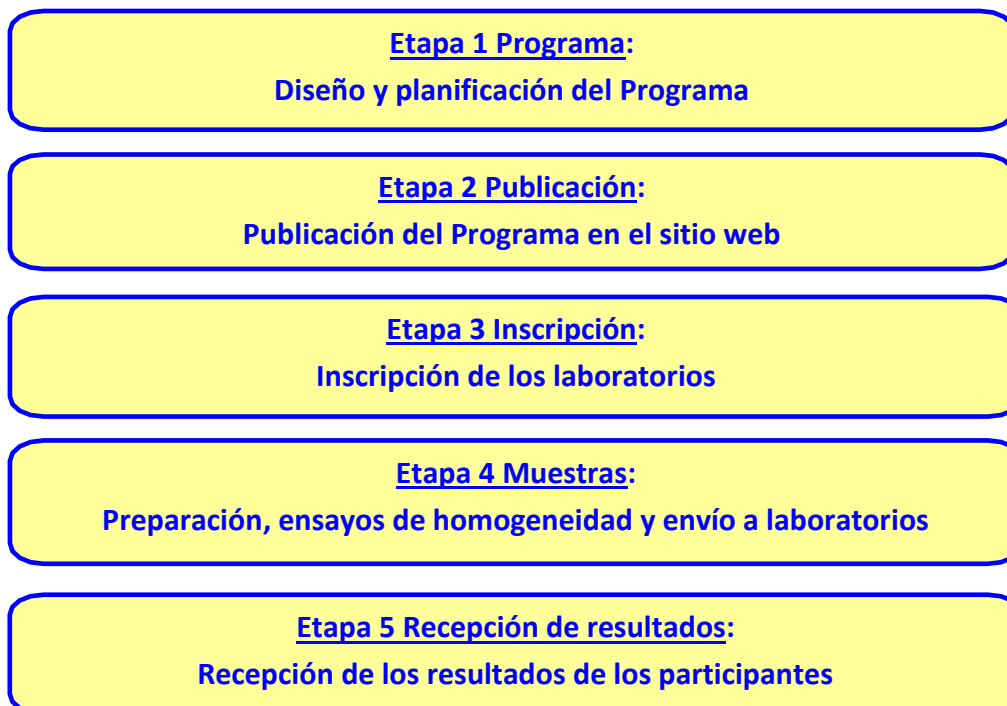 Etapa 1 Programa:
Diseño y planificación del Programa
Etapa 2 Publicación:
Publicación del Programa en el sitio web
Etapa 3 Inscripción:
Inscripción de los laboratorios
Etapa 4 Muestras:
Preparación, ensayos de homogeneidad y envío a laboratorios
Etapa 5 Recepción de resultados:
Recepción de los resultados de los participantes